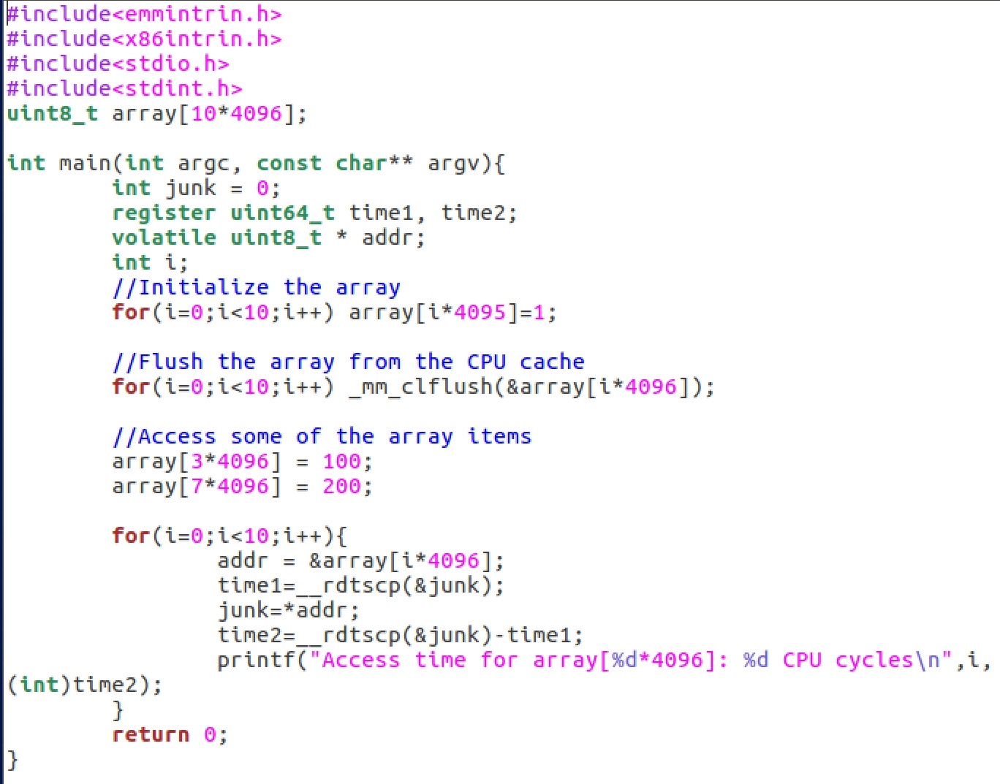 #include<emmintrin.h>
#include<x86intrin.h>
#include<stdio.h>
#include<stdint.h>
uint8_t array[10*4096];

int main(int argc, const char** argv){
        int junk = 0;
        register uint64_t time1, time2;
        volatile uint8_t * addr;
        int i;
        //Initialize the array
        for(i=0;i<10;i++) array[i*4095]=1;

        //Flush the array from the CPU cache
        for(i=0;i<10;i++) _mm_clflush(&array[i*4096]);

        //Access some of the array items
        array[3*4096] = 100;
        array[7*4096] = 200;

        for(i=0;i<10;i++){
                addr = &array[i*4096];
                time1=__rdtscp(&junk);
                junk=*addr;
                time2=__rdtscp(&junk)-time1;
                printf("Access time for array[%d*4096]: %d CPU cycles\n",i,
(int)time2);
        }
        return 0;
}